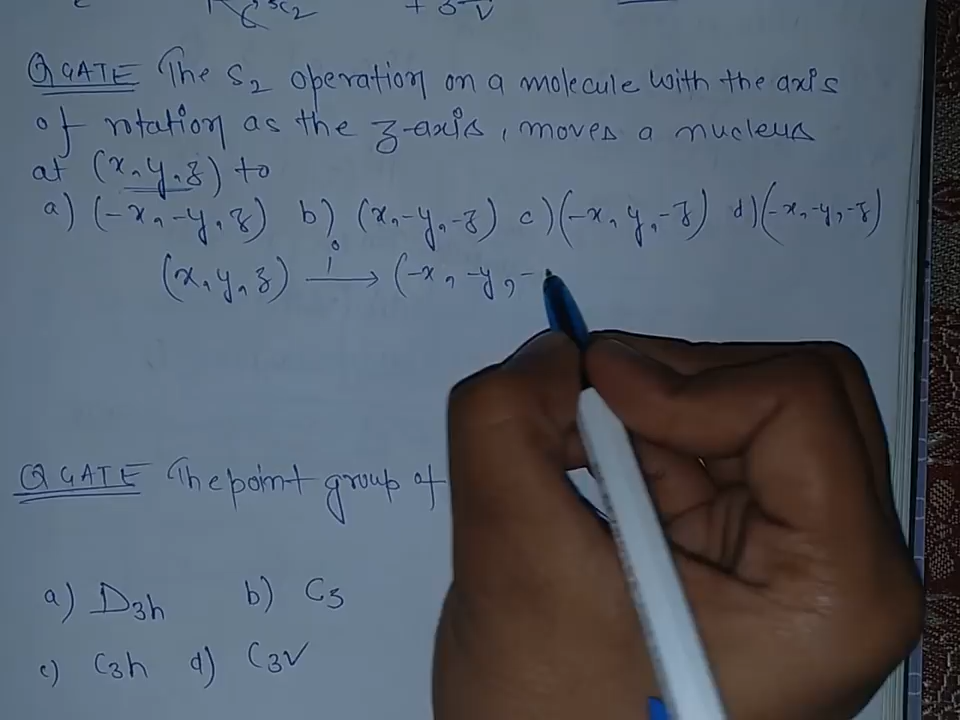 Q GATE The S2 operation on a molecule with the axis
of rotation as the z-axis, moves a nucleus
at (x, y, z) to
a) (-x, -y, z) b) (x, -y, -z) c) (-x, y, -z) d) (-x, -y, -z)
(x, y, z) i → (-x, -y, -
Q GATE The point group of
a) D3h b) C3
c) C3h d) C3V